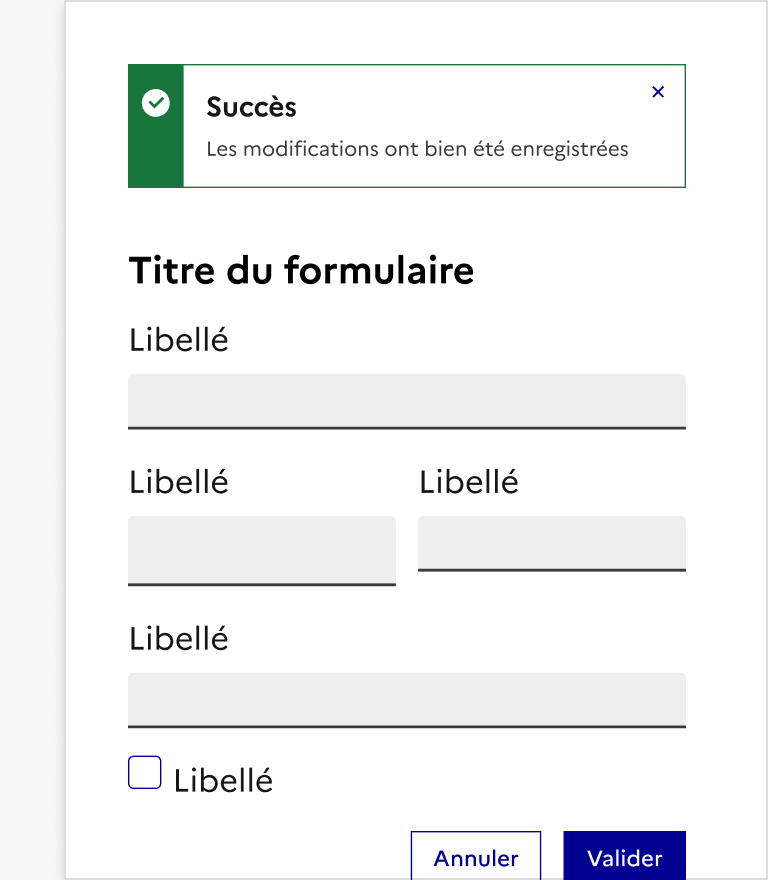 Succès
Les modifications ont bien été enregistrées
Titre du formulaire
Libellé
Libellé Libellé
Libellé
Libellé
Annuler Valider